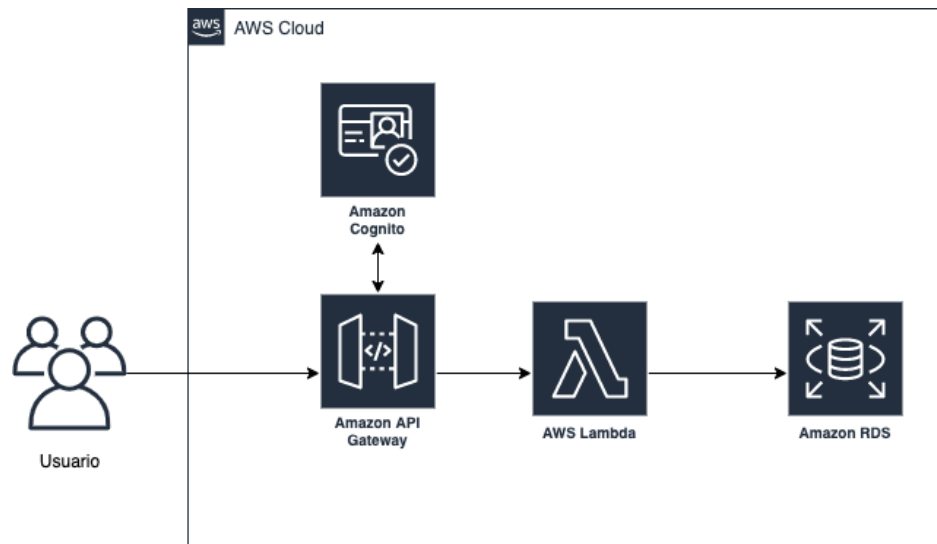 aws
AWS Cloud
Amazon
Cognito
</>
Amazon API
Gateway
AWS Lambda
Amazon RDS
Usuario